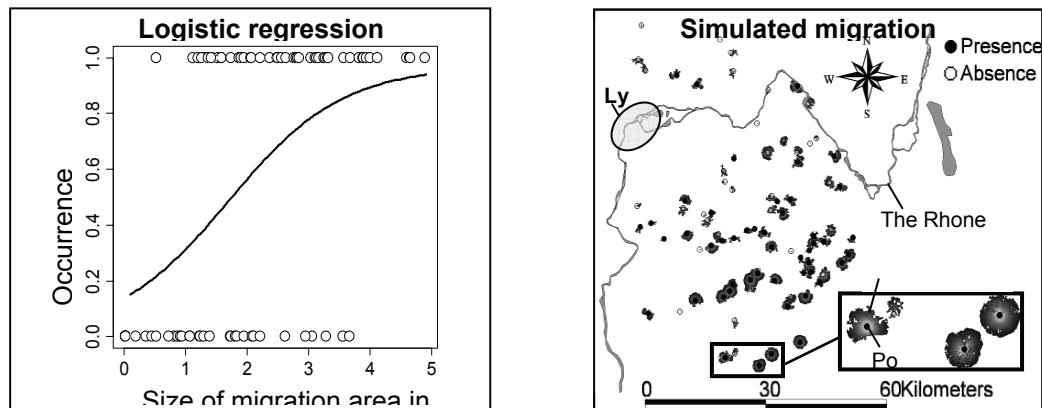 Logistic regression
Occurrence
0.0 0.2 0.4 0.6 0.8 1.0
0 1 2 3 4 5
Size of migration area in
Simulated migration
Presence
Absence
N
W E
S
Ly
The Rhone
Po
0 30 60Kilometers